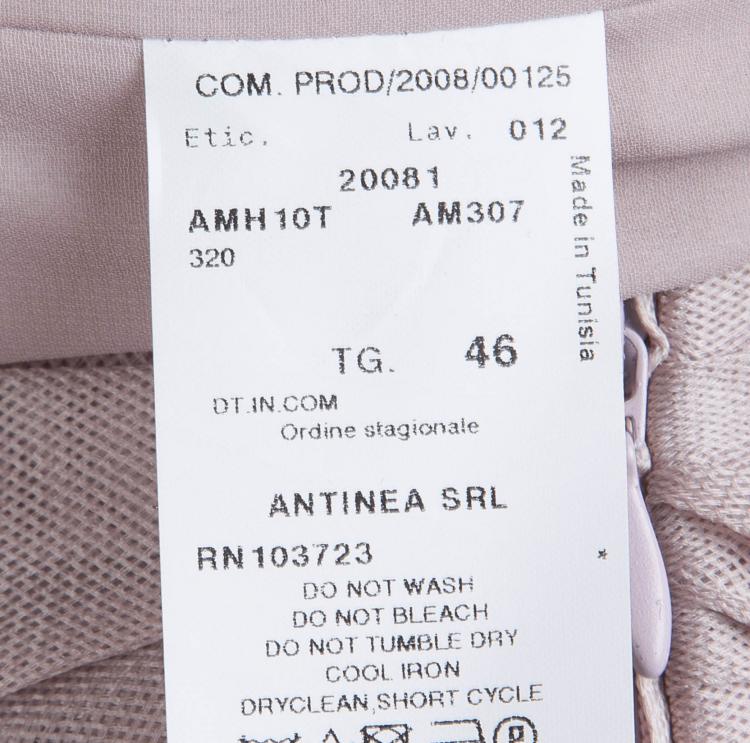 COM. PROD/2008/00125
Etic. Lav. 012
20081
AMH10T AM307
320
Made in Tunisia
TG. 46
DT.IN.COM
Ordine stagionale
ANTINEA SRL
RN103723 *
DO NOT WASH
DO NOT BLEACH
DO NOT TUMBLE DRY
COOL IRON
DRYCLEAN,SHORT CYCLE
P